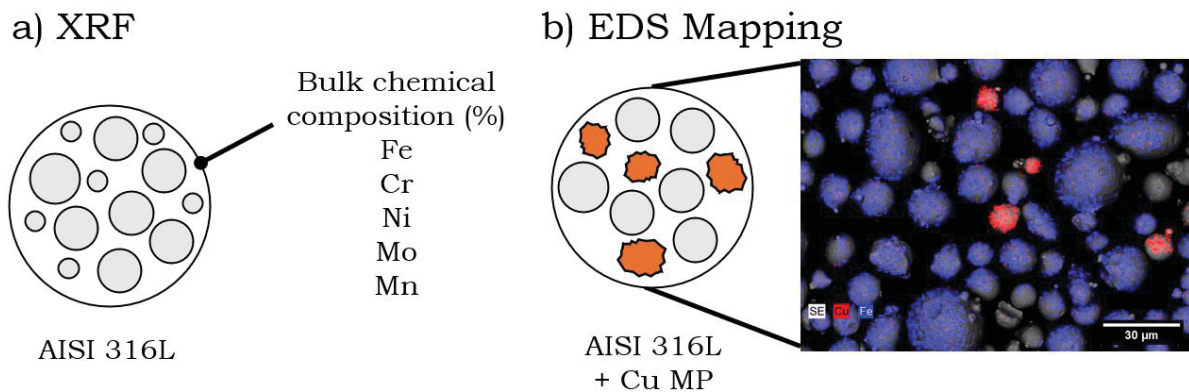 a) XRF
Bulk chemical
composition (%)
Fe
Cr
Ni
Mo
Mn
AISI 316L
b) EDS Mapping
SE Cu Fe
30 µm
AISI 316L
+ Cu MP